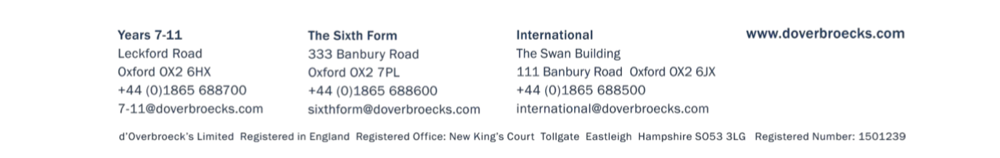 Years 7-11
Leckford Road
Oxford OX2 6HX
+44 (0)1865 688700
7-11@doverbroecks.com
The Sixth Form
333 Banbury Road
Oxford OX2 7PL
+44 (0)1865 688600
sixthform@doverbroecks.com
International
The Swan Building
111 Banbury Road  Oxford OX2 6JX
+44 (0)1865 688500
international@doverbroecks.com
www.doverbroecks.com
d'Overbroeck's Limited  Registered in England  Registered Office: New King's Court  Tollgate  Eastleigh  Hampshire SO53 3LG  Registered Number: 1501239